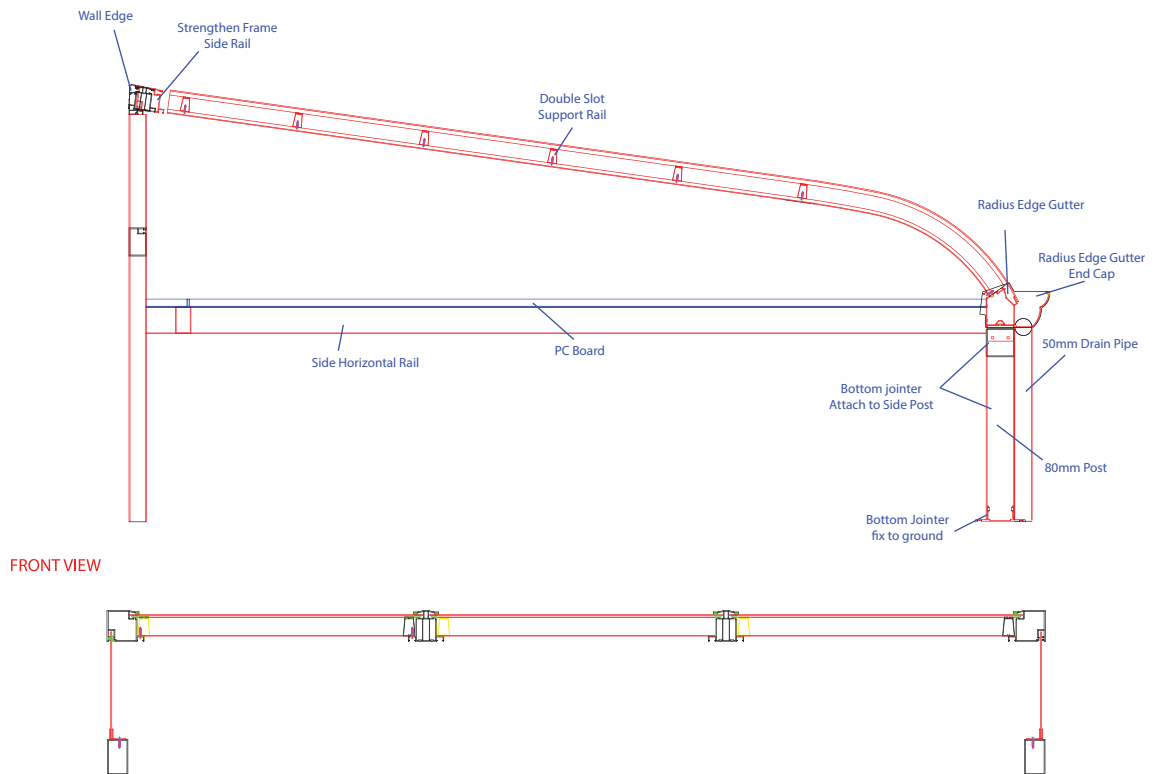 Wall Edge
Strengthen Frame
Side Rail
Double Slot
Support Rail
Radius Edge Gutter
Radius Edge Gutter
End Cap
50mm Drain Pipe
PC Board
Side Horizontal Rail
Bottom jointer
Attach to Side Post
80mm Post
Bottom Jointer
fix to ground
FRONT VIEW